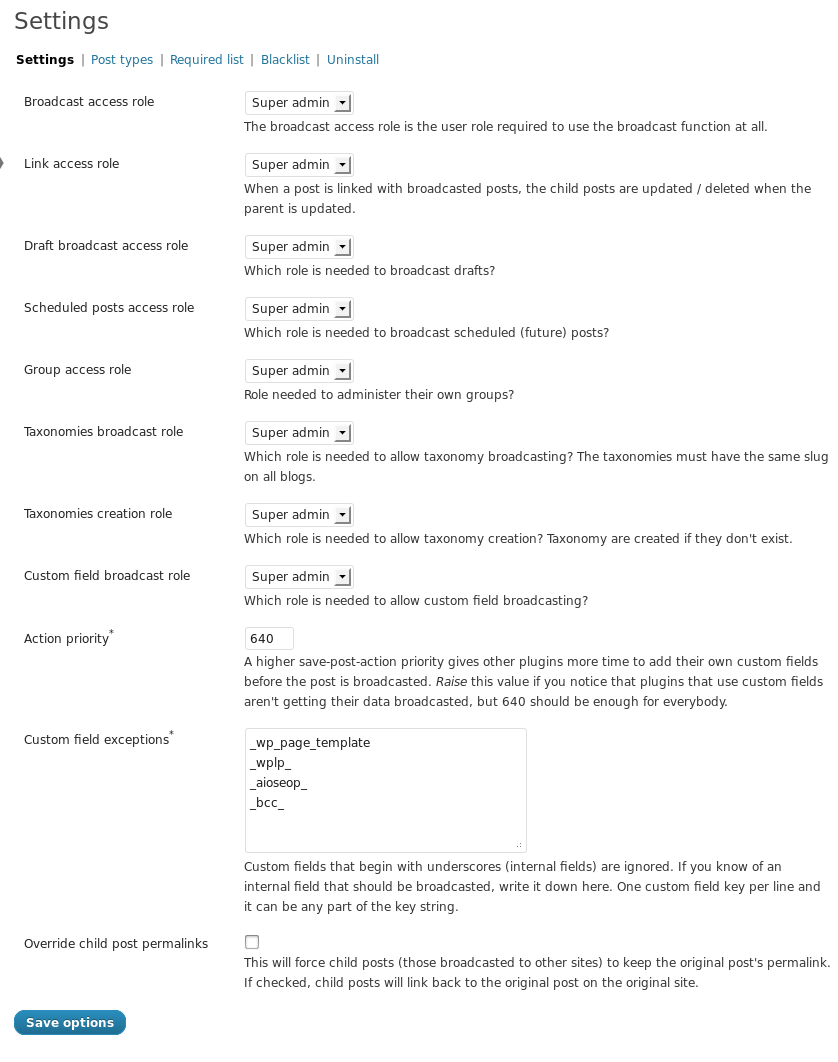 Settings
Settings | Post types | Required list | Blacklist | Uninstall
Broadcast access role
Super admin
The broadcast access role is the user role required to use the broadcast function at all.
Link access role
Super admin
When a post is linked with broadcasted posts, the child posts are updated / deleted when the
parent is updated.
Draft broadcast access role
Super admin
Which role is needed to broadcast drafts?
Scheduled posts access role
Super admin
Which role is needed to broadcast scheduled (future) posts?
Group access role
Super admin
Role needed to administer their own groups?
Taxonomies broadcast role
Super admin
Which role is needed to allow taxonomy broadcasting? The taxonomies must have the same slug
on all blogs.
Taxonomies creation role
Super admin
Which role is needed to allow taxonomy creation? Taxonomy are created if they don't exist.
Custom field broadcast role
Super admin
Which role is needed to allow custom field broadcasting?
Action priority*
640
A higher save-post-action priority gives other plugins more time to add their own custom fields
before the post is broadcasted. Raise this value if you notice that plugins that use custom fields
aren't getting their data broadcasted, but 640 should be enough for everybody.
Custom field exceptions*
_wp_page_template
_wplp_
_aioseop_
_bcc_
Custom fields that begin with underscores (internal fields) are ignored. If you know of an
internal field that should be broadcasted, write it down here. One custom field key per line and
it can be any part of the key string.
Override child post permalinks
This will force child posts (those broadcasted to other sites) to keep the original post's permalink.
If checked, child posts will link back to the original post on the original site.
Save options